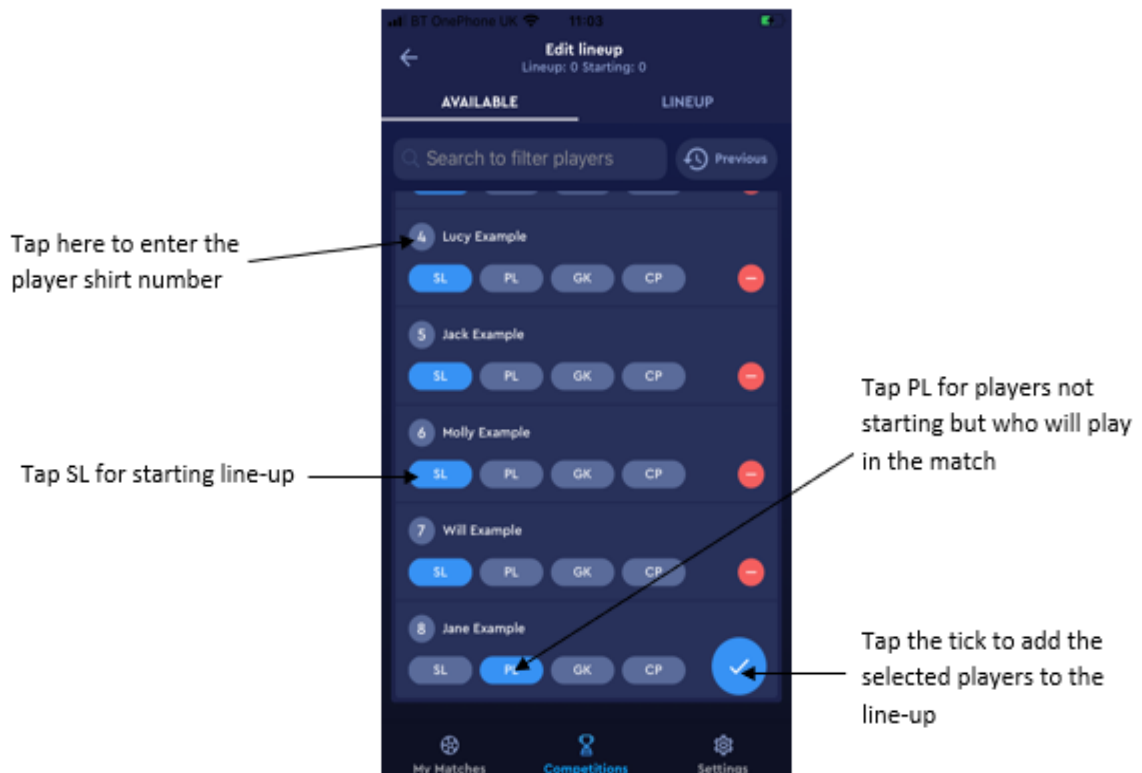 BT OnePhone UK 11:03
Edit lineup
Lineup: 0 Starting: 0
AVAILABLE LINEUP
Search to filter players Previous
4 Lucy Example
SL PL GK CP
5 Jack Example
SL PL GK CP
6 Molly Example
SL PL GK CP
7 Will Example
SL PL GK CP
8 Jane Example
SL PL GK CP
My Matches Competitions Settings
Tap here to enter the
player shirt number
Tap SL for starting line-up
Tap PL for players not
starting but who will play
in the match
Tap the tick to add the
selected players to the
line-up